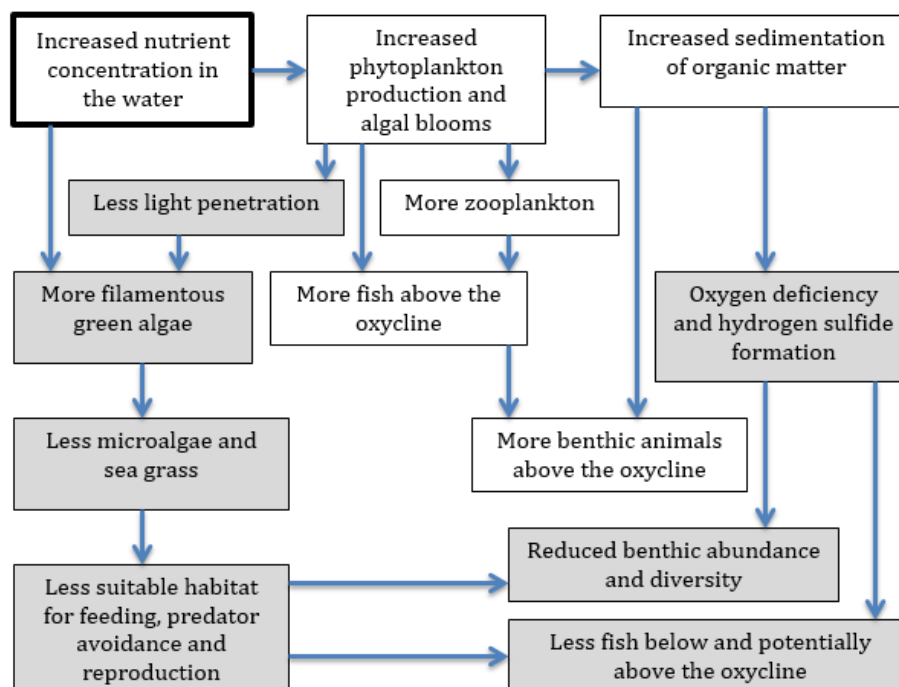 Increased nutrient
concentration in
the water
Increased
phytoplankton
production and
algal blooms
Increased sedimentation
of organic matter
Less light penetration
More zooplankton
More filamentous
green algae
More fish above the
oxycline
Oxygen deficiency
and hydrogen sulfide
formation
Less microalgae and
sea grass
More benthic animals
above the oxycline
Less suitable habitat
for feeding, predator
avoidance and
reproduction
Reduced benthic abundance
and diversity
Less fish below and potentially
above the oxycline